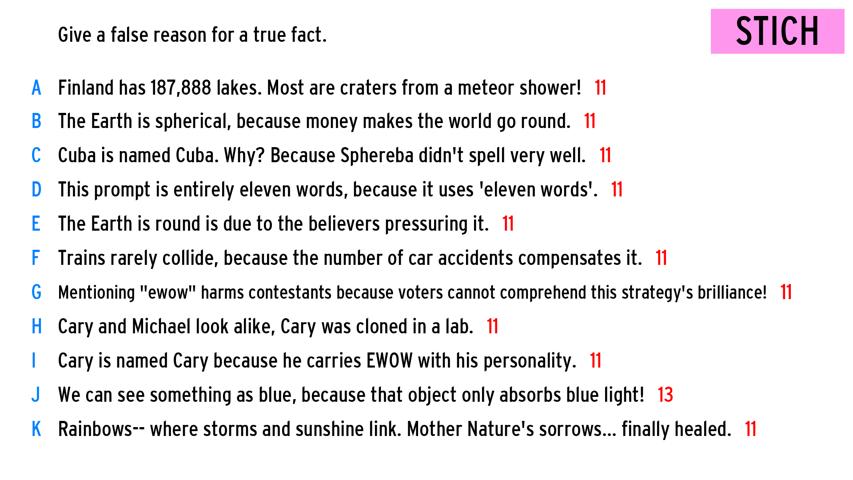 Give a false reason for a true fact.
STICH
A Finland has 187,888 lakes. Most are craters from a meteor shower! 11
B The Earth is spherical, because money makes the world go round. 11
C Cuba is named Cuba. Why? Because Sphereba didn't spell very well. 11
D This prompt is entirely eleven words, because it uses 'eleven words'. 11
E The Earth is round is due to the believers pressuring it. 11
F Trains rarely collide, because the number of car accidents compensates it. 11
G Mentioning "ewow" harms contestants because voters cannot comprehend this strategy's brilliance! 11
H Cary and Michael look alike, Cary was cloned in a lab. 11
I Cary is named Cary because he carries EWOW with his personality. 11
J We can see something as blue, because that object only absorbs blue light! 13
K Rainbows-- where storms and sunshine link. Mother Nature's sorrows... finally healed. 11